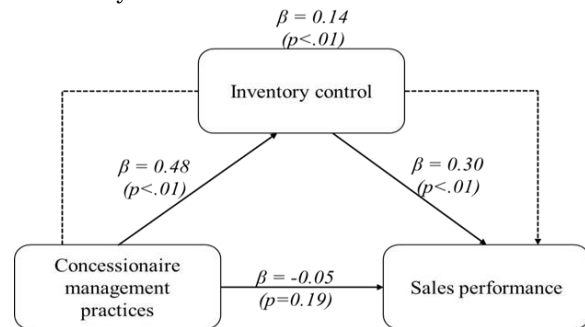 β = 0.14
(p<.01)
Inventory control
β = 0.48
(p<.01)
β = 0.30
(p<.01)
Concessionaire
management
practices
β = -0.05
(p=0.19)
Sales performance